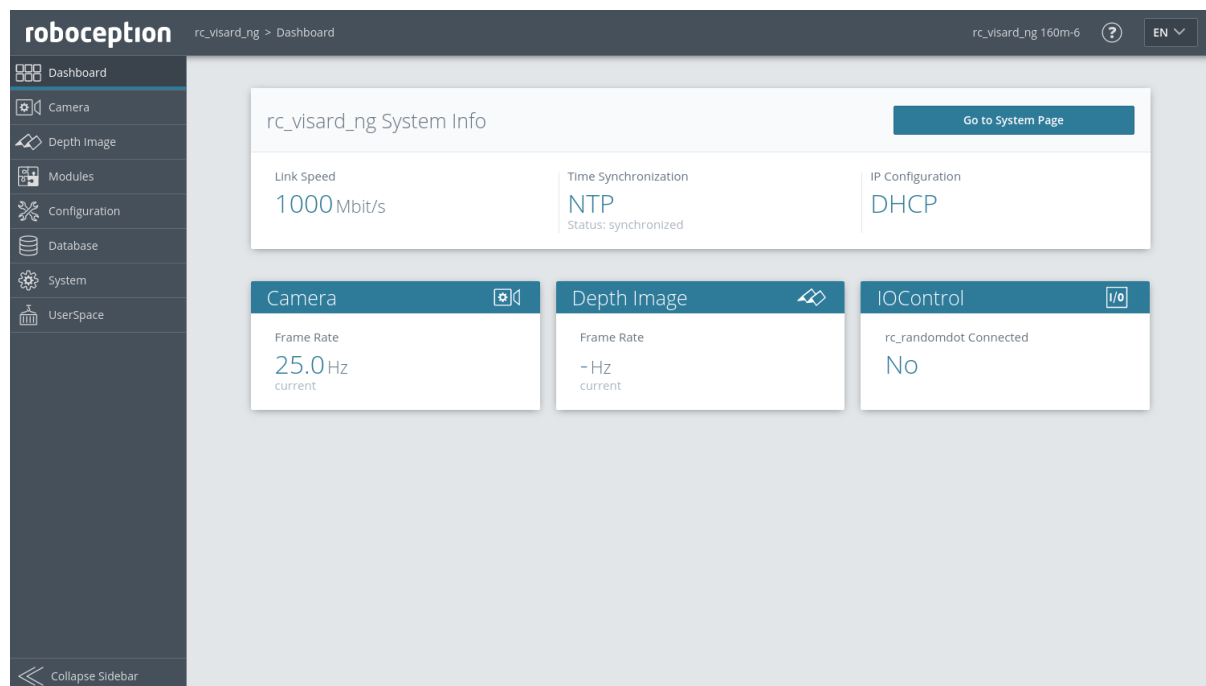 roboception
rc_visard_ng > Dashboard
rc_visard_ng 160m-6
?
EN
Dashboard
Camera
Depth Image
Modules
Configuration
Database
System
UserSpace
Collapse Sidebar
rc_visard_ng System Info
Go to System Page
Link Speed
1000 Mbit/s
Time Synchronization
NTP
Status: synchronized
IP Configuration
DHCP
Camera
Frame Rate
25.0 Hz
current
Depth Image
Frame Rate
- Hz
current
IOControl
I/O
rc_randomdot Connected
No